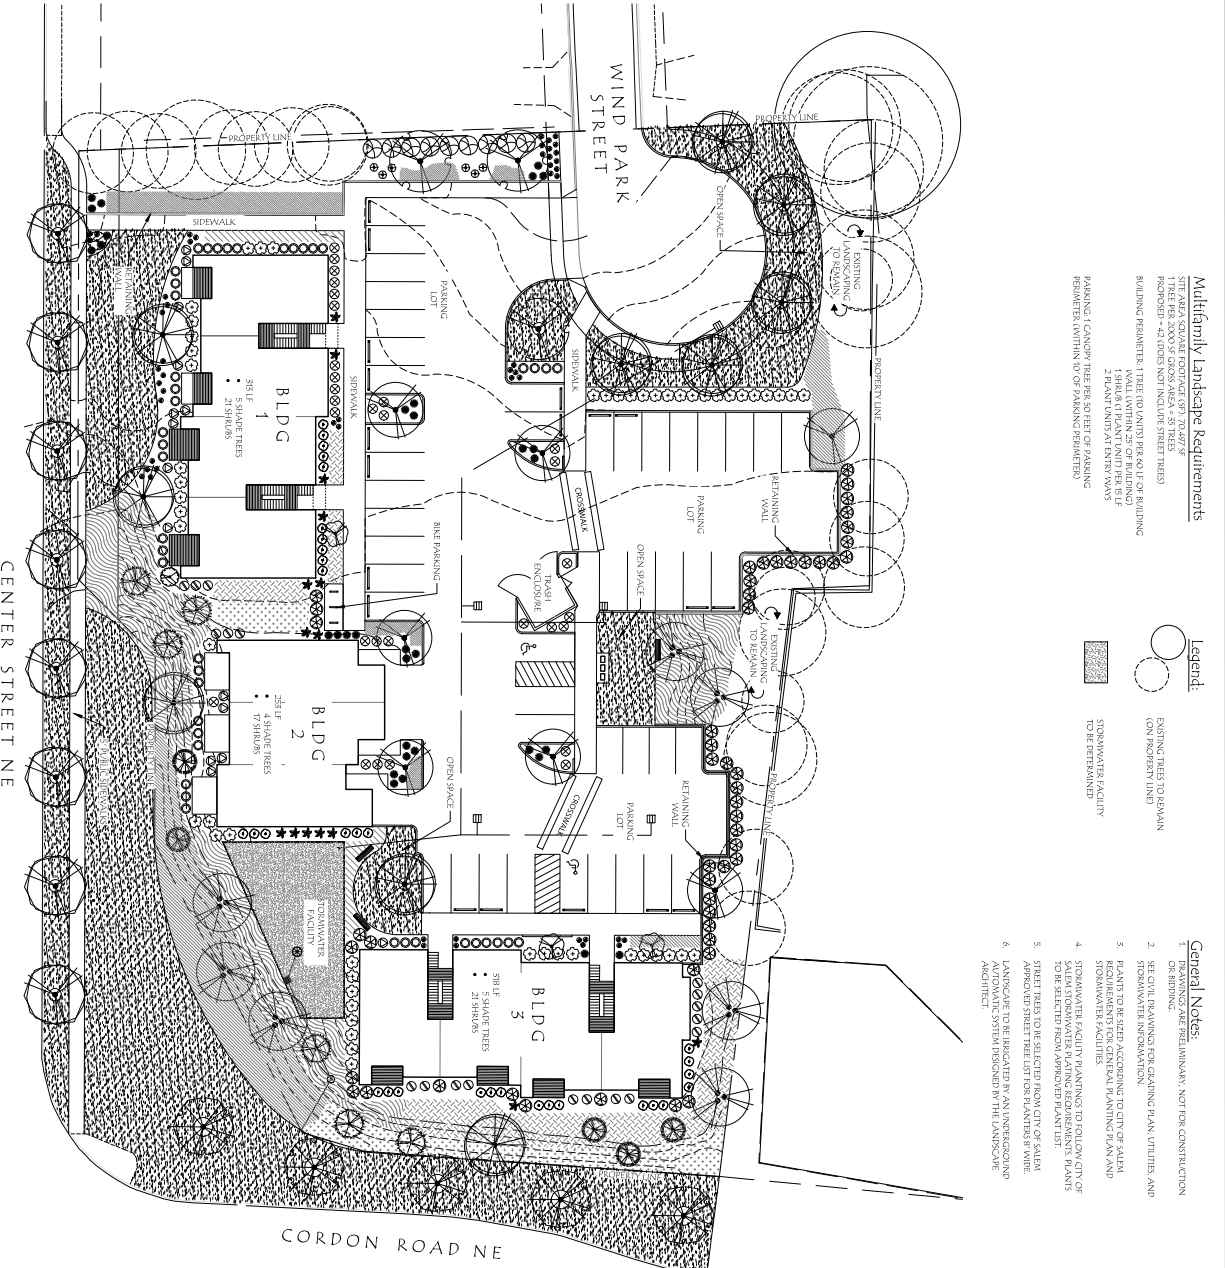 Multifamily Landscape Requirements
SITE AREA SQUARE FOOTAGE (SF): 70,497 SF
1 TREE PER 2000 SF GROSS AREA = 35 TREES
PROPOSED = 42 (DOES NOT INCLUDE STREET TREES)
BUILDING PERIMETER: 1 TREE (10 UNITS) PER 60 LF OF BUILDING
WALL (WITHIN 25' OF BUILDING)
1 SHRUB (1 PLANT UNIT) PER 15 LF
2 PLANT UNITS AT ENTRY WAYS
PARKING: 1 CANOPY TREE PER 50 FEET OF PARKING
PERIMETER (WITHIN 10' OF PARKING PERIMETER)
Legend:
EXISTING TREES TO REMAIN
(ON PROPERTY LINE)
STORMWATER FACILITY
TO BE DETERMINED
General Notes:
1. DRAWINGS ARE PRELIMINARY, NOT FOR CONSTRUCTION
OR BIDDING.
2. SEE CIVIL DRAWINGS FOR GRADING PLAN, UTILITIES, AND
STORMWATER INFORMATION.
3. PLANTS TO BE SIZED ACCORDING TO CITY OF SALEM
REQUIREMENTS FOR GENERAL PLANTING PLAN AND
STORMWATER FACILITIES.
4. STORMWATER FACILITY PLANTINGS TO FOLLOW CITY OF
SALEM STORMWATER PLATING REQUIREMENTS. PLANTS
TO BE SELECTED FROM APPROVED PLANT LIST.
5. STREET TREES TO BE SELECTED FROM CITY OF SALEM
APPROVED STREET TREE LIST FOR PLANTERS 8' WIDE.
6. LANDSCAPE TO BE IRRIGATED BY AN UNDERGROUND
AUTOMATIC SYSTEM DESIGNED BY THE LANDSCAPE
ARCHITECT.
WIND PARK
STREET
PROPERTY LINE
PROPERTY LINE
OPEN SPACE
EXISTING
LANDSCAPING
TO REMAIN
PROPERTY LINE
SIDEWALK
RETAINING
WALL
PARKING
LOT
SIDEWALK
SIDEWALK
BLDG
1
313 LF
5 SHADE TREES
21 SHRUBS
CROSSWALK
PARKING
LOT
RETAINING
WALL
BIKE PARKING
TRASH
ENCLOSURE
OPEN SPACE
EXISTING
LANDSCAPING
TO REMAIN
BLDG
2
253 LF
4 SHADE TREES
17 SHRUBS
OPEN SPACE
CROSSWALK
PARKING
LOT
RETAINING
WALL
PROPERTY LINE
PROPERTY LINE
PUBLIC SIDEWALK
STORMWATER
FACILITY
BLDG
3
318 LF
5 SHADE TREES
21 SHRUBS
CENTER STREET NE
CORDON ROAD NE